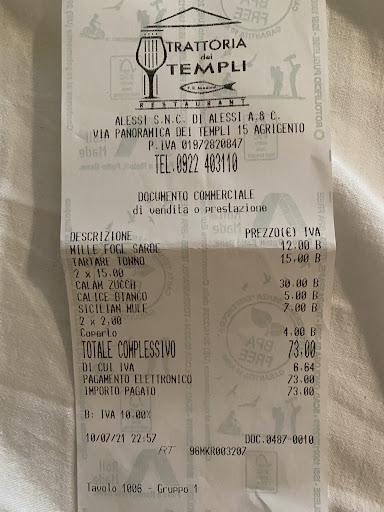 TRATTORIA
dei
TEMPLI
RESTAURANT
ALESSI S.N.C. DI ALESSI A.& C.
VIA PANORAMICA DEI TEMPLI 15 AGRIGENTO
P.IVA 01972820847
TEL.0922 403110
DOCUMENTO COMMERCIALE
di vendita o prestazione
DESCRIZIONE PREZZO(€) IVA
MILLE FOGL SARDE 12.00 B
TARTARE TONNO 15.00 B
2 x 15.00
CALAM ZUCCH 30.00 B
CALICE BIANCO 5.00 B
SICILIAN MULE 7.00 B
2 x 2.00
Coperto 4.00 B
TOTALE COMPLESSIVO 73.00
DI CUI IVA 6.64
PAGAMENTO ELETTRONICO 73.00
IMPORTO PAGATO 73.00
B: IVA 10.00%
10/07/21 22:57 DOC.0487-0010
RT 96MKR003207
Tavolo 1006 - Gruppo 1